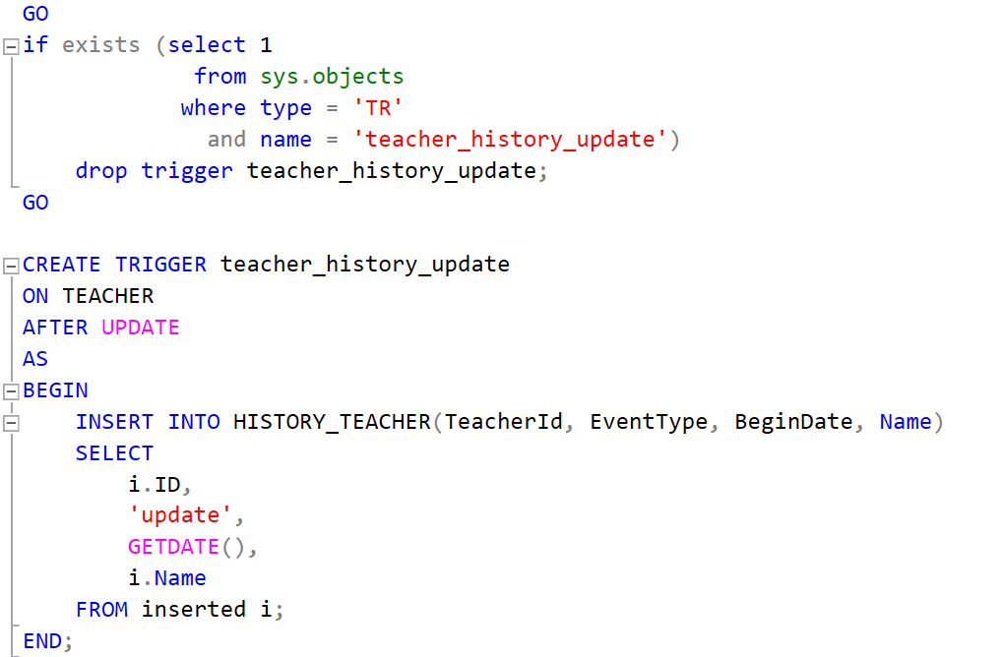 GO
if exists (select 1
from sys.objects
where type = 'TR'
and name = 'teacher_history_update')
drop trigger teacher_history_update;
GO
CREATE TRIGGER teacher_history_update
ON TEACHER
AFTER UPDATE
AS
BEGIN
INSERT INTO HISTORY_TEACHER(TeacherId, EventType, BeginDate, Name)
SELECT
i.ID,
'update',
GETDATE(),
i.Name
FROM inserted i;
END;